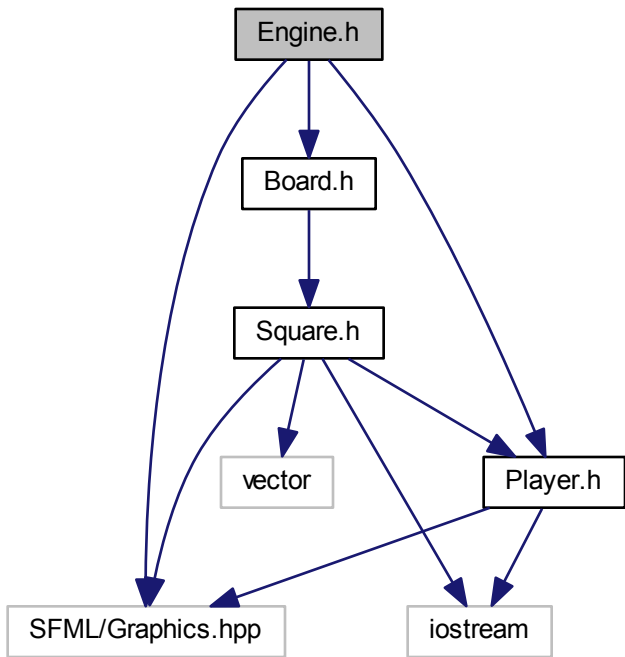 Engine.h
Board.h
Square.h
vector
Player.h
SFML/Graphics.hpp
iostream